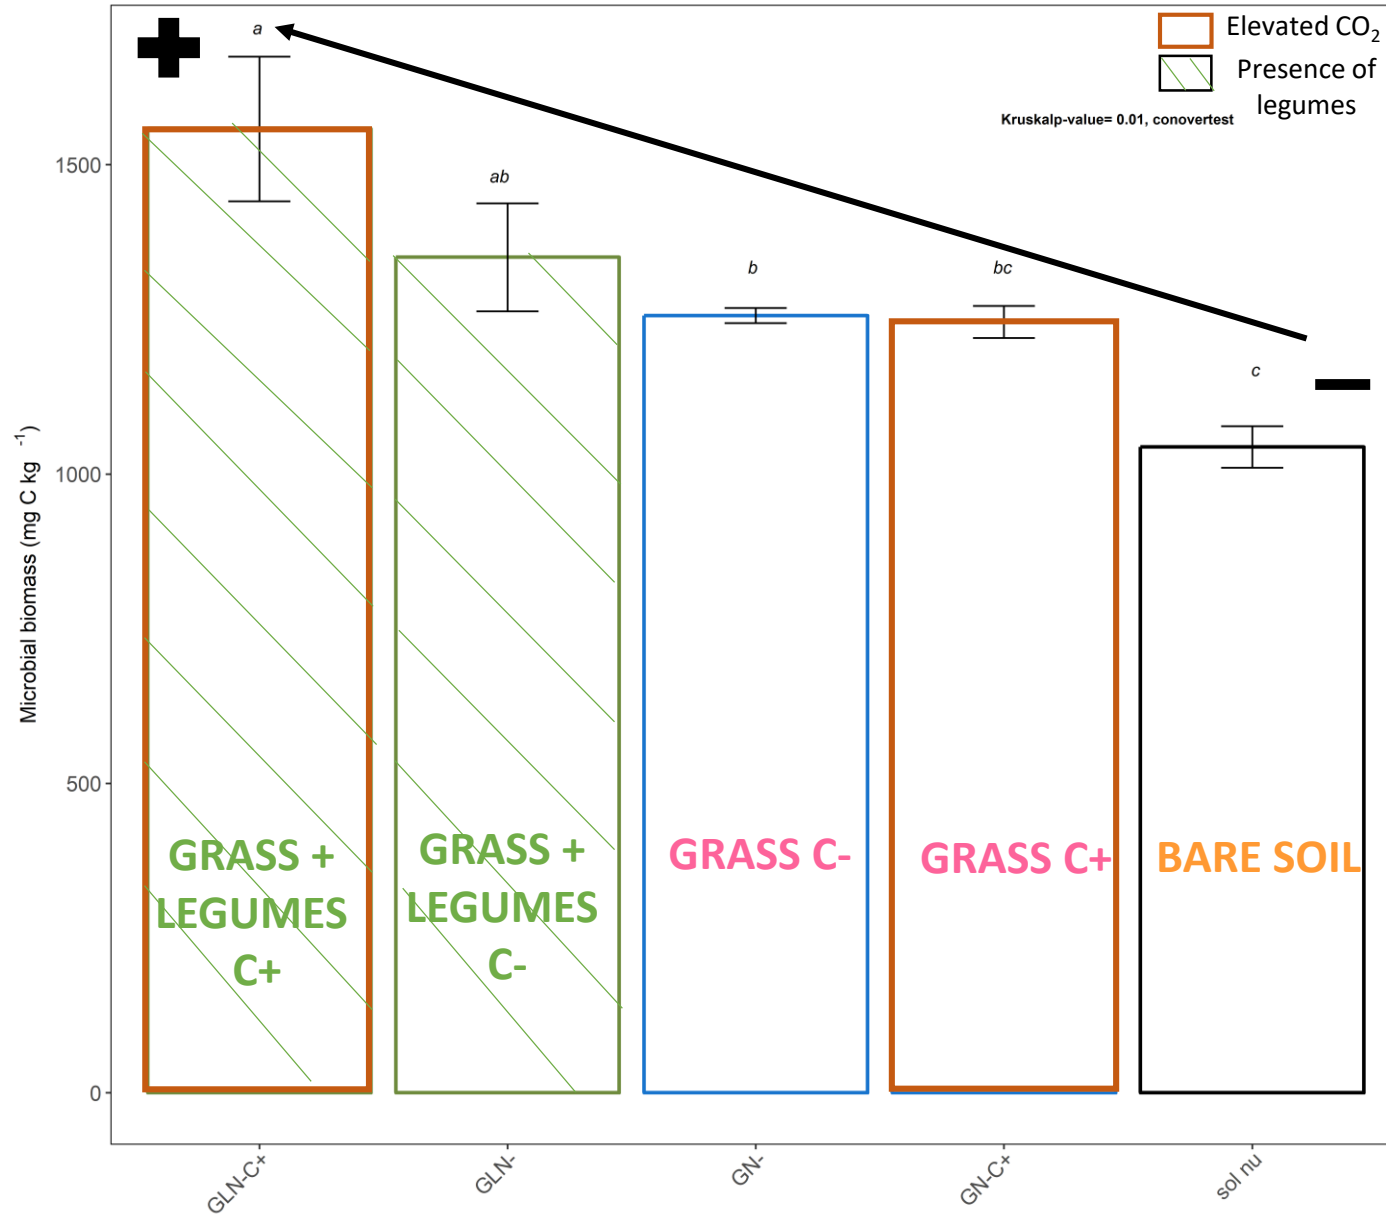 Elevated CO₂
Presence of
legumes
Kruskalp-value= 0.01, conovertest
a
ab
b
bc
c
Microbial biomass (mg C kg ⁻¹)
1500
1000
500
0
GRASS +
LEGUMES
C+
GRASS +
LEGUMES
C-
GRASS C-
GRASS C+
BARE SOIL
GLN-C+
GLN-
GN-
GN-C+
sol nu